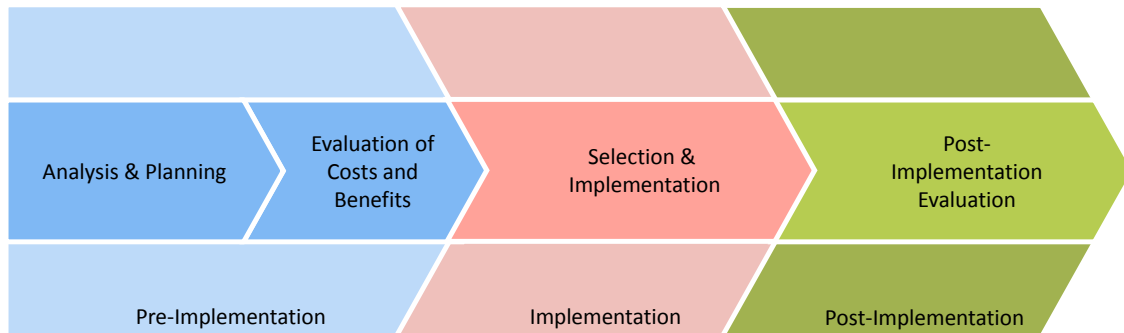 Analysis & Planning
Evaluation of
Costs and
Benefits
Selection &
Implementation
Post-
Implementation
Evaluation
Pre-Implementation
Implementation
Post-Implementation